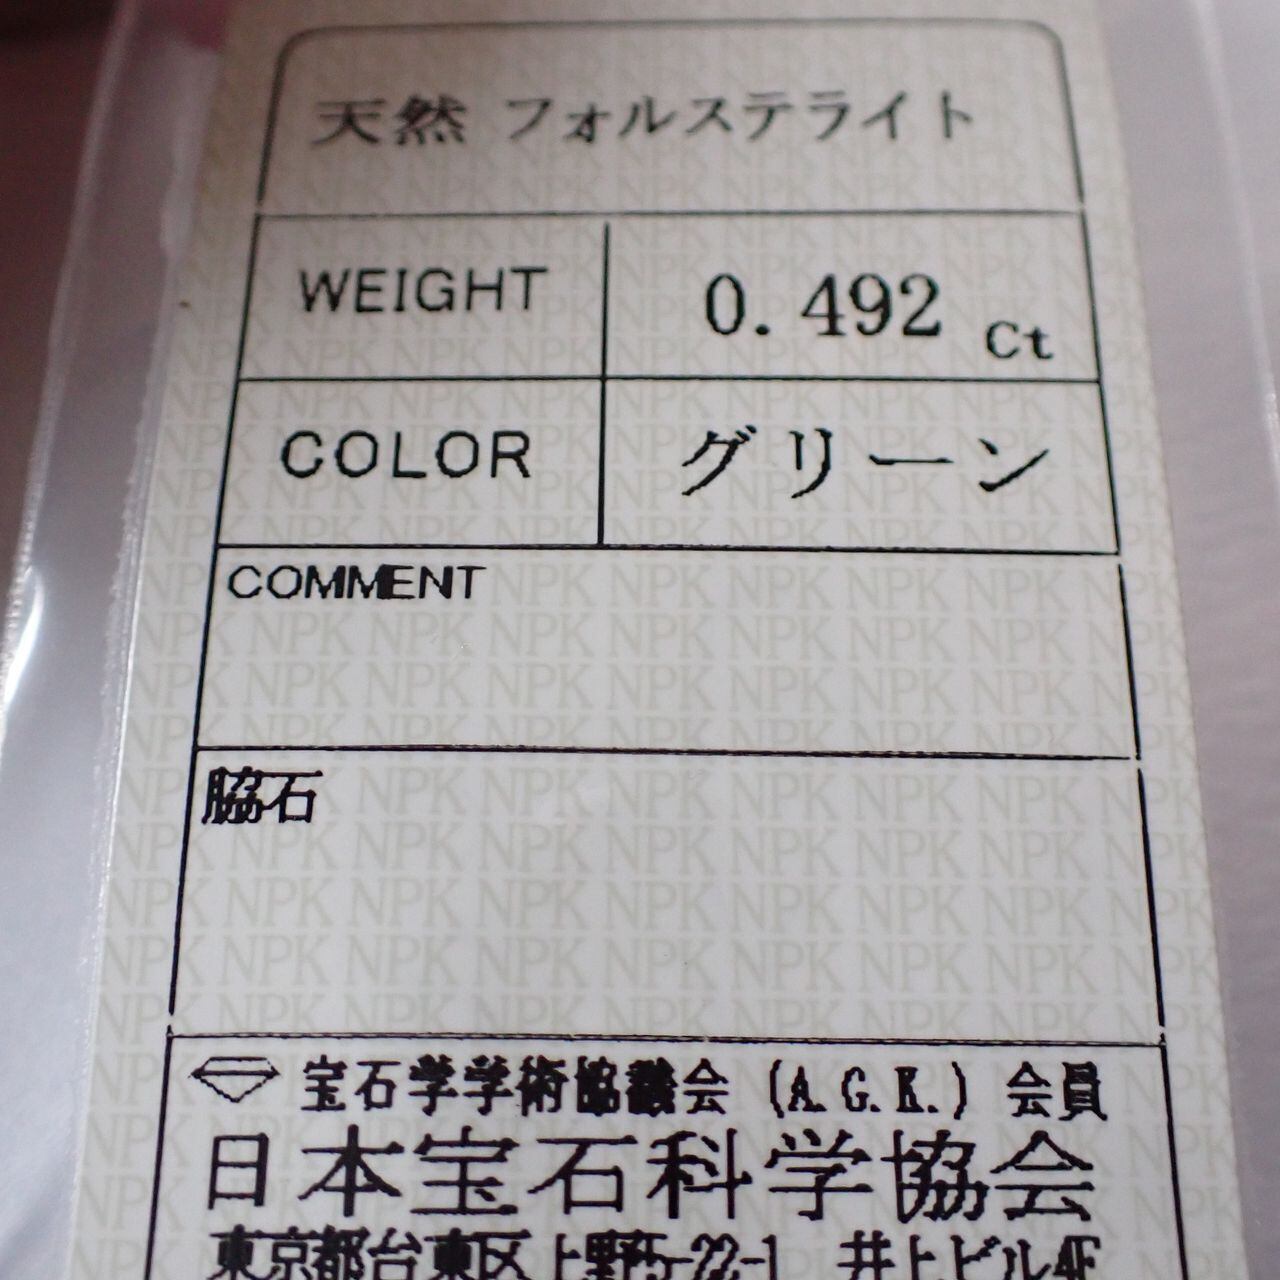 天然 フォルステライト
WEIGHT 0.492 Ct
COLOR グリーン
COMMENT
脇石
宝石学学術協議会 (A.G.K.) 会員
日本宝石科学協会
東京都台東区上野5-22-1 井上ビル4F